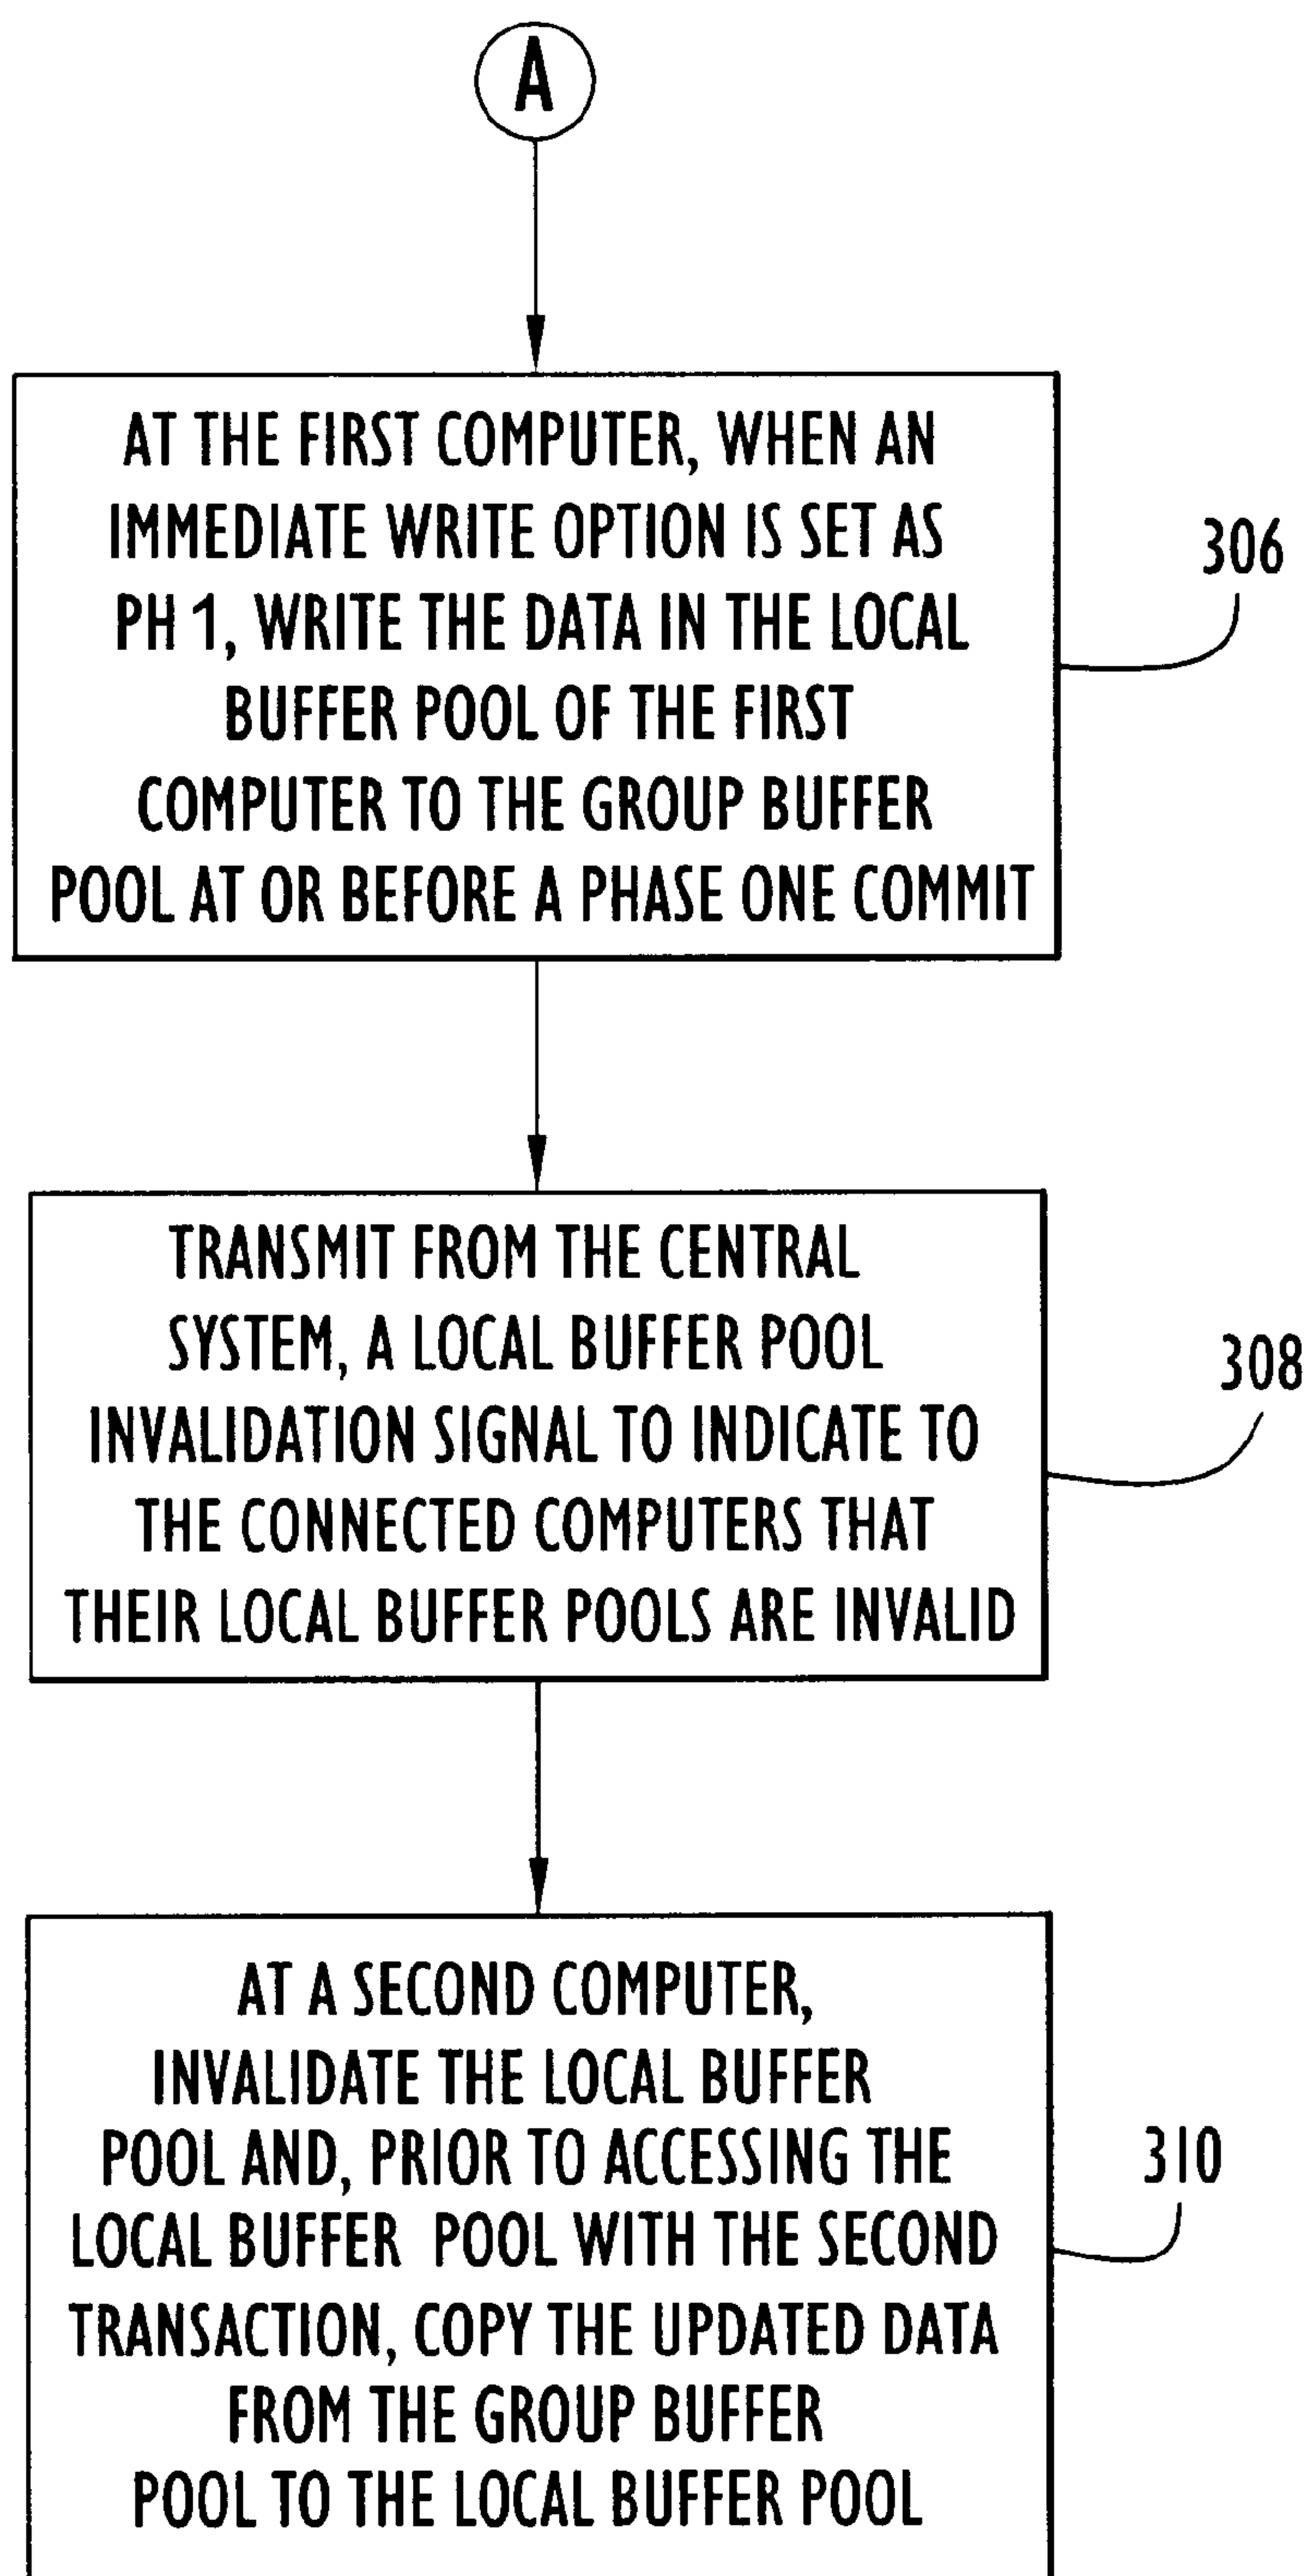 A
AT THE FIRST COMPUTER, WHEN AN
IMMEDIATE WRITE OPTION IS SET AS
PH 1, WRITE THE DATA IN THE LOCAL
BUFFER POOL OF THE FIRST
COMPUTER TO THE GROUP BUFFER
POOL AT OR BEFORE A PHASE ONE COMMIT
306
TRANSMIT FROM THE CENTRAL
SYSTEM, A LOCAL BUFFER POOL
INVALIDATION SIGNAL TO INDICATE TO
THE CONNECTED COMPUTERS THAT
THEIR LOCAL BUFFER POOLS ARE INVALID
308
AT A SECOND COMPUTER,
INVALIDATE THE LOCAL BUFFER
POOL AND, PRIOR TO ACCESSING THE
LOCAL BUFFER POOL WITH THE SECOND
TRANSACTION, COPY THE UPDATED DATA
FROM THE GROUP BUFFER
POOL TO THE LOCAL BUFFER POOL
310